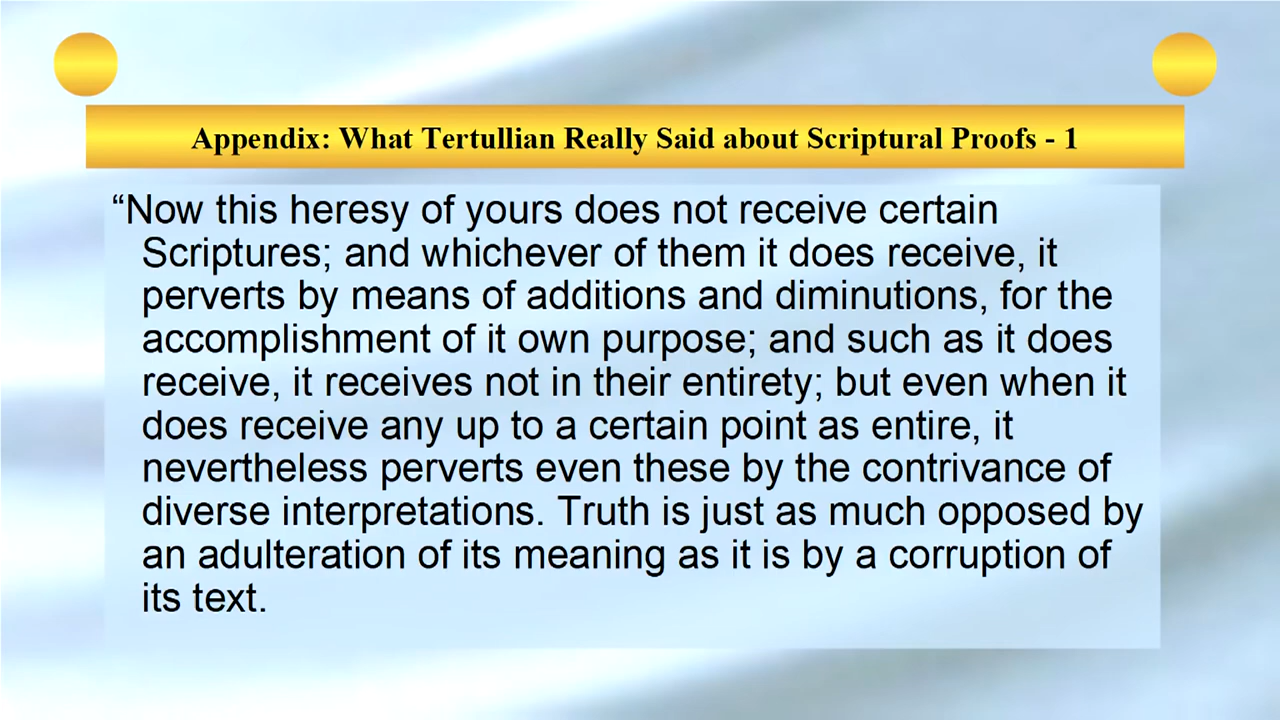 Appendix: What Tertullian Really Said about Scriptural Proofs - 1
“Now this heresy of yours does not receive certain
Scriptures; and whichever of them it does receive, it
perverts by means of additions and diminutions, for the
accomplishment of it own purpose; and such as it does
receive, it receives not in their entirety; but even when it
does receive any up to a certain point as entire, it
nevertheless perverts even these by the contrivance of
diverse interpretations. Truth is just as much opposed by
an adulteration of its meaning as it is by a corruption of
its text.